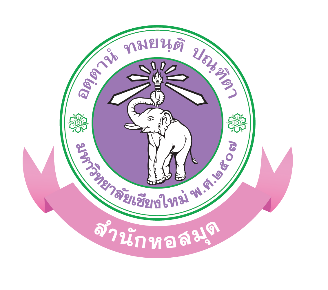 อตฺตานํ ทมยนฺติ ปณฺฑิตา
มหาวิทยาลัยเชียงใหม่ พ.ศ.๒๕๐๗
สำนักหอสมุด